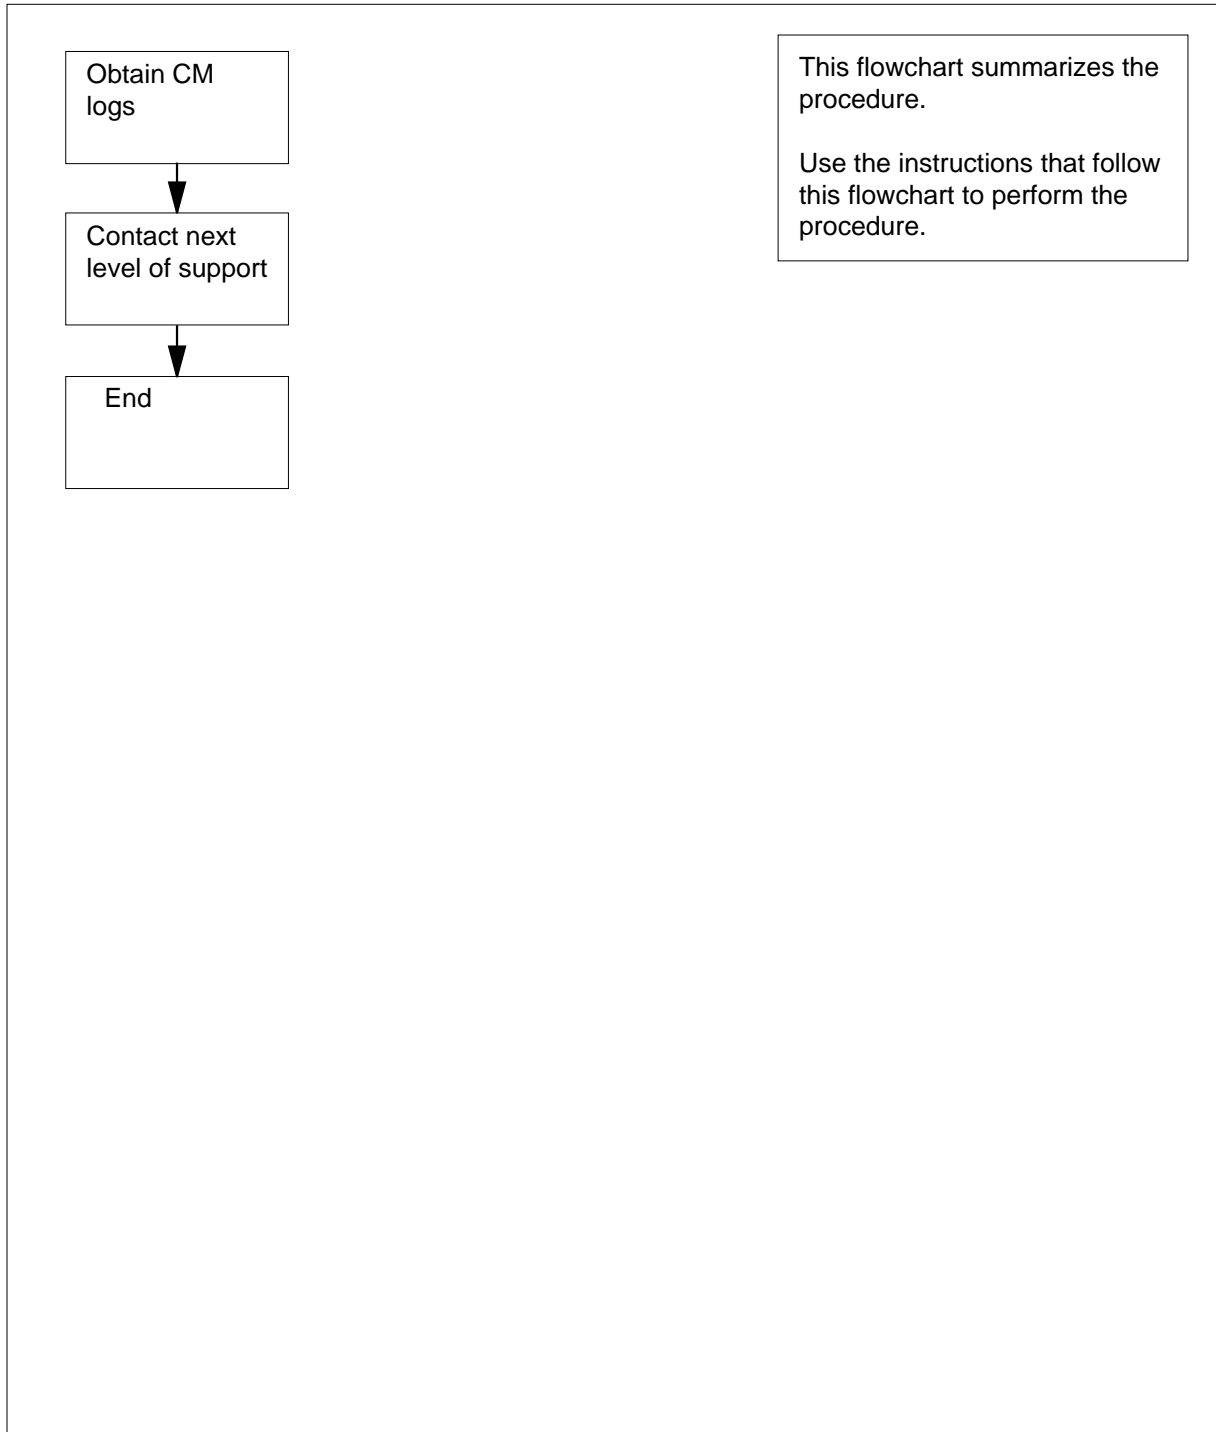 Obtain CM
logs
Contact next
level of support
End
This flowchart summarizes the
procedure.
Use the instructions that follow
this flowchart to perform the
procedure.